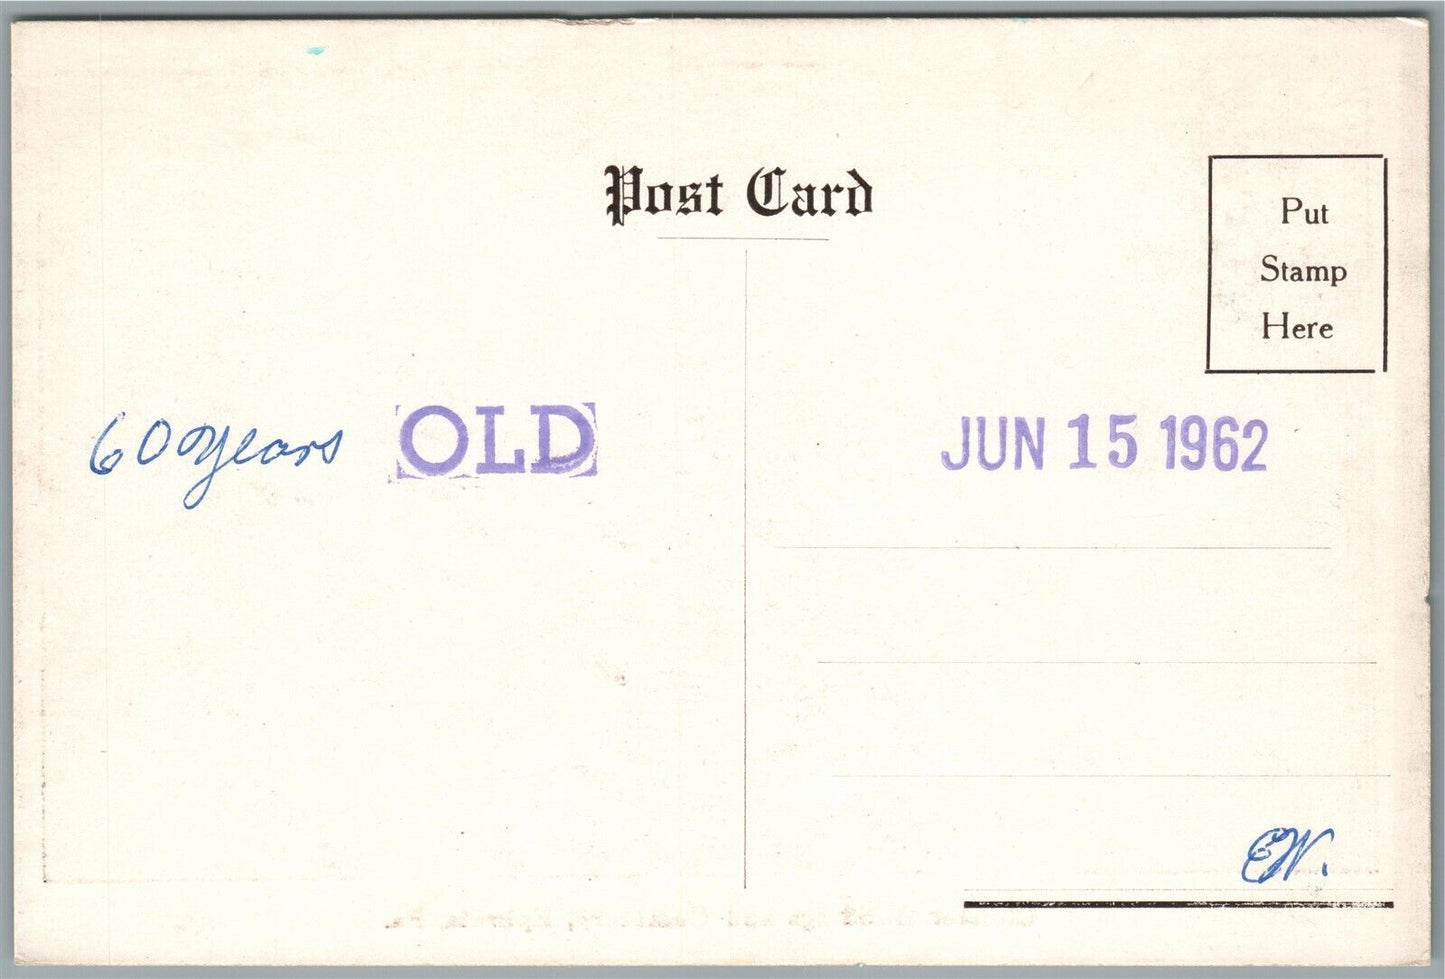 Post Card
Put
Stamp
Here
60 years OLD
JUN 15 1962
EW.